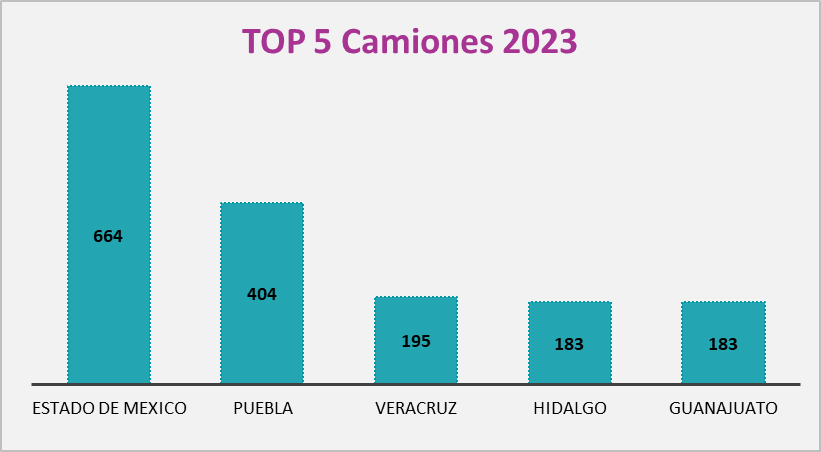 TOP 5 Camiones 2023
664
404
195
183
183
ESTADO DE MEXICO
PUEBLA
VERACRUZ
HIDALGO
GUANAJUATO